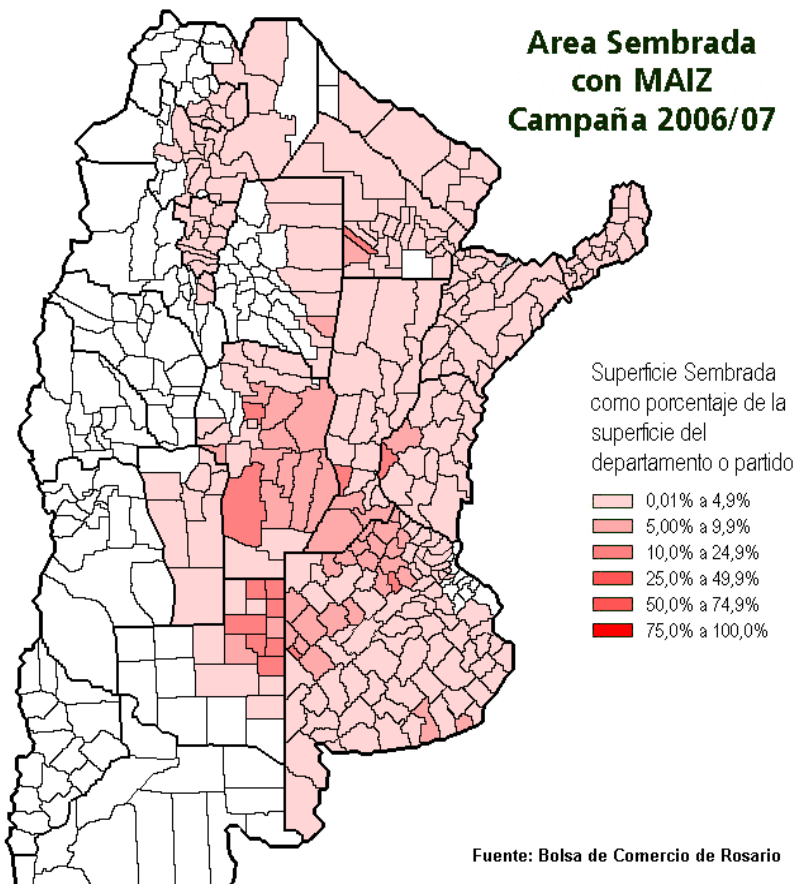 Area Sembrada
con MAIZ
Campaña 2006/07
Superficie Sembrada
como porcentaje de la
superficie del
departamento o partido
0,01% a 4,9%
5,00% a 9,9%
10,0% a 24,9%
25,0% a 49,9%
50,0% a 74,9%
75,0% a 100,0%
Fuente: Bolsa de Comercio de Rosario